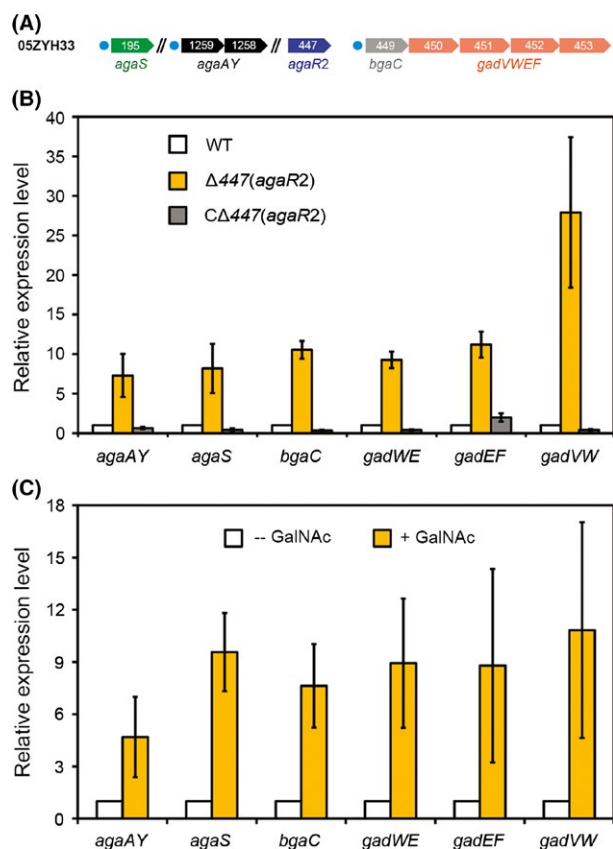 (A)
05ZYH33 195 // 1259 1258 // 447 449 450 451 452 453
agaS agaAY agaR2 bgaC gadVWEF
(B)
Relative expression level
40
35
30
25
20
15
10
5
0
WT
Δ447(agaR2)
CΔ447(agaR2)
agaAY agaS bgaC gadWE gadEF gadVW
(C)
Relative expression level
18
15
12
9
6
3
0
-- GalNAc + GalNAc
agaAY agaS bgaC gadWE gadEF gadVW